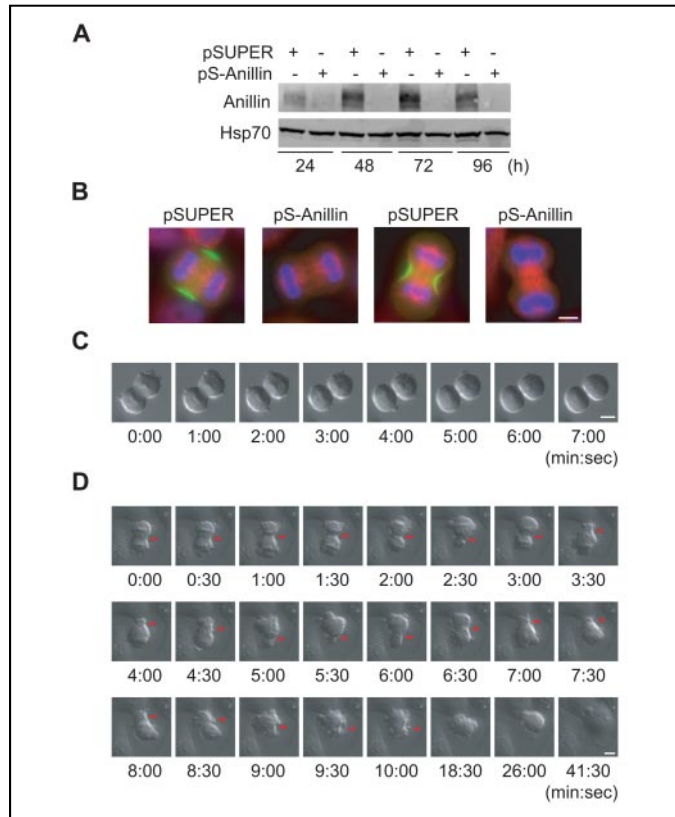 A
pSUPER + - + - + - + -
pS-Anillin - + - + - + - +
Anillin
Hsp70
24 48 72 96 (h)
B
pSUPER pS-Anillin pSUPER pS-Anillin
C
0:00 1:00 2:00 3:00 4:00 5:00 6:00 7:00
(min:sec)
D
0:00 0:30 1:00 1:30 2:00 2:30 3:00 3:30
4:00 4:30 5:00 5:30 6:00 6:30 7:00 7:30
8:00 8:30 9:00 9:30 10:00 18:30 26:00 41:30
(min:sec)